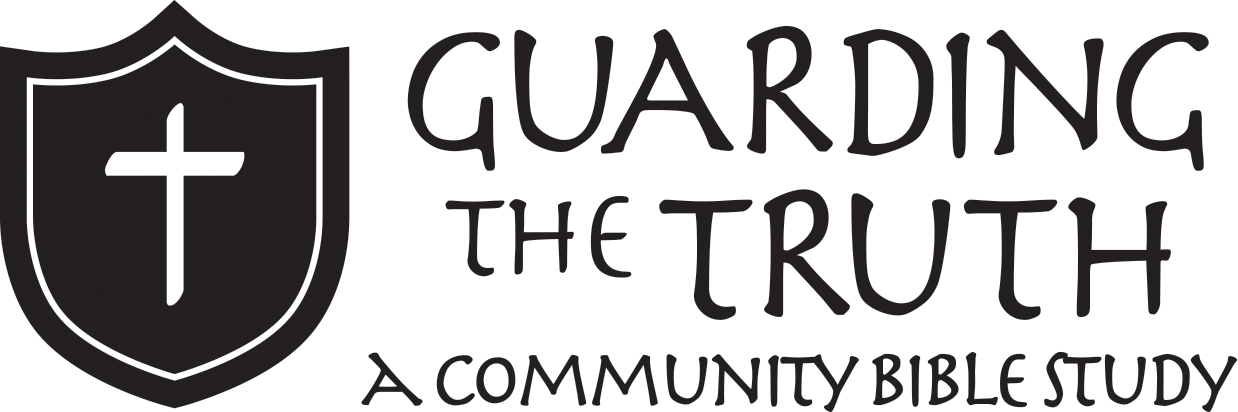 GUARDING
THE TRUTH
A COMMUNITY BIBLE STUDY